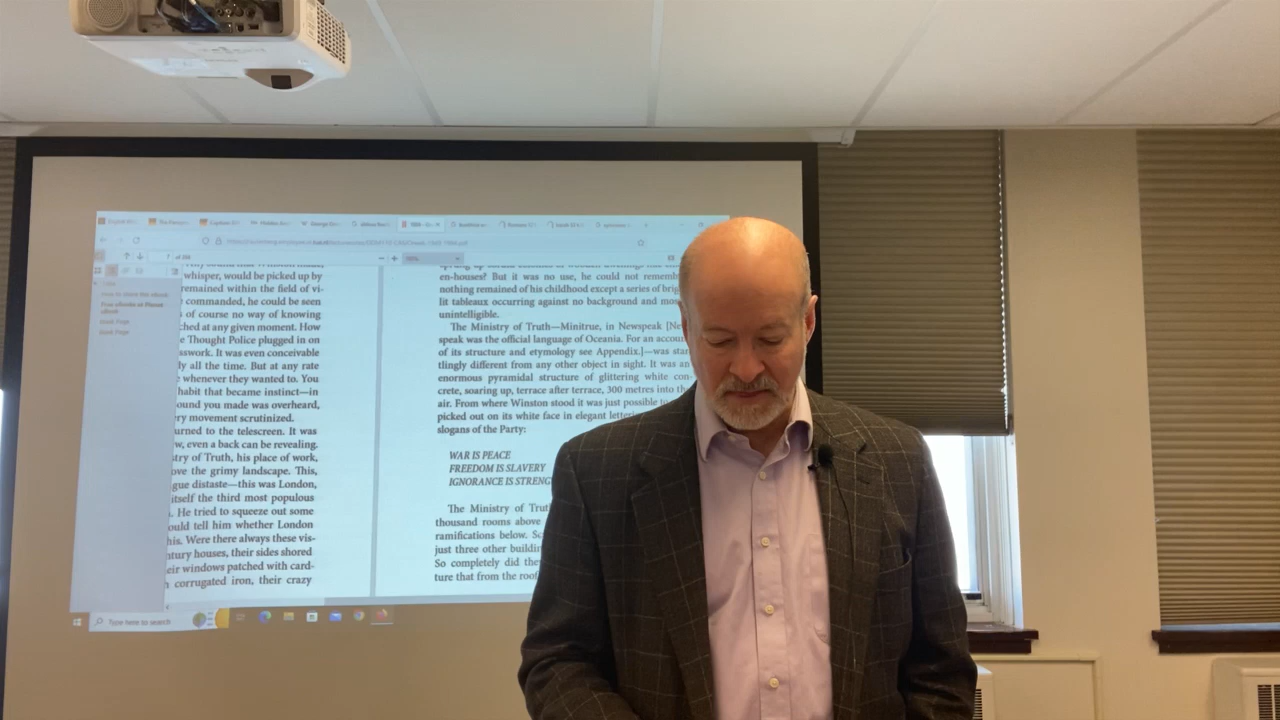 whisper, would be picked up by
remained within the field of vi-
commanded, he could be seen
of course no way of knowing
ched at any given moment. How
e Thought Police plugged in on
sswork. It was even conceivable
ly all the time. But at any rate
whenever they wanted to. You
habit that became instinct—in
ound you made was overheard,
ry movement scrutinized.
urned to the telescreen. It was
w, even a back can be revealing.
stry of Truth, his place of work,
ove the grimy landscape. This,
gue distaste—this was London,
itself the third most populous
. He tried to squeeze out some
ould tell him whether London
his. Were there always these vis-
ntury houses, their sides shored
eir windows patched with card-
corrugated iron, their crazy
en-houses? But it was no use, he could not rememb
nothing remained of his childhood except a series of brig
lit tableaux occurring against no background and mos
unintelligible.
The Ministry of Truth—Minitrue, in Newspeak [Ne
speak was the official language of Oceania. For an accou
of its structure and etymology see Appendix.]—was star
tlingly different from any other object in sight. It was an
enormous pyramidal structure of glittering white con-
crete, soaring up, terrace after terrace, 300 metres into the
air. From where Winston stood it was just possible to
picked out on its white face in elegant letteri
slogans of the Party:
WAR IS PEACE
FREEDOM IS SLAVERY
IGNORANCE IS STRENG
The Ministry of Trut
thousand rooms above
ramifications below. Sc
just three other buildin
So completely did the
ture that from the roof
Type here to search